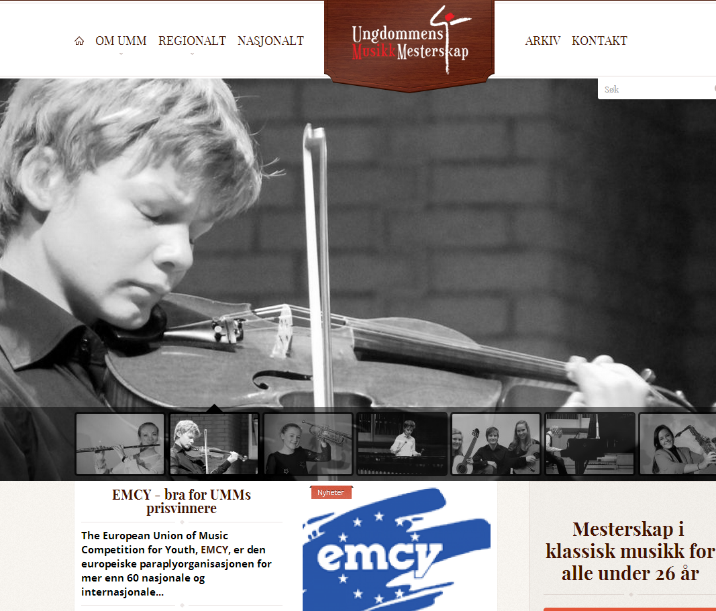 OM UMM REGIONALT NASJONALT
Ungdommens
MusikkMesterskap
ARKIV KONTAKT
Søk
EMCY – bra for UMMs
prisvinnere
The European Union of Music
Competition for Youth, EMCY, er den
europeiske paraplyorganisasjonen for
mer enn 60 nasjonale og
internasjonale...
Nyheter
emcy
Mesterskap i
klassisk musikk for
alle under 26 år